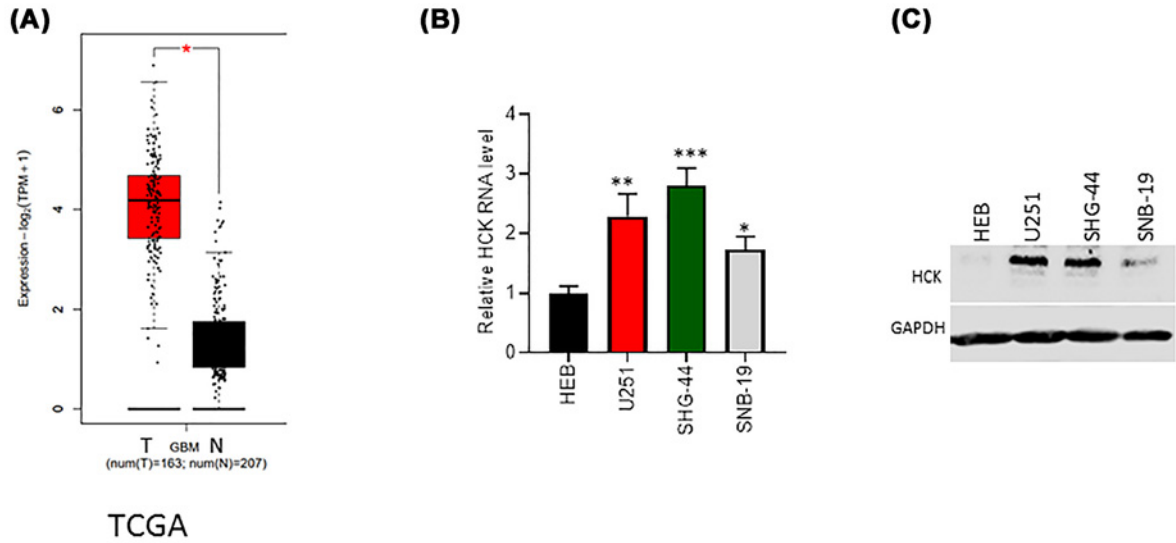 (A)
*
Expression – log2(TPM + 1)
6
4
2
0
T GBM N
(num(T)=163; num(N)=207)
TCGA
(B)
Relative HCK RNA level
4
3
2
1
0
**
***
*
HEB
U251
SHG-44
SNB-19
(C)
HEB
U251
SHG-44
SNB-19
HCK
GAPDH